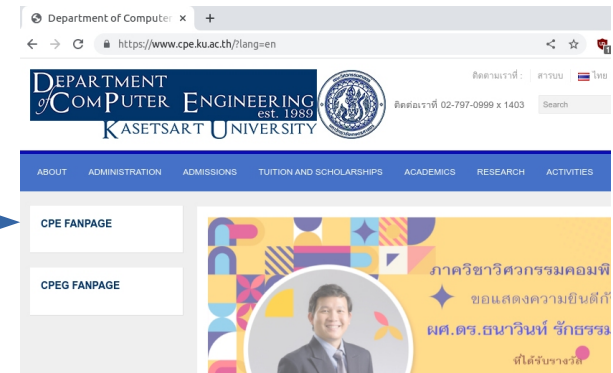 Department of Computer
https://www.cpe.ku.ac.th/?lang=en
DEPARTMENT
of COMPUTER ENGINEERING
est. 1989
KASETSART UNIVERSITY
ติดตามเราที่ :
สารบบ
ไทย
ติดต่อเราที่ 02-797-0999 x 1403
Search
ABOUT ADMINISTRATION ADMISSIONS TUITION AND SCHOLARSHIPS ACADEMICS RESEARCH ACTIVITIES
CPE FANPAGE
CPEG FANPAGE
ภาควิชาวิศวกรรมคอมพิ
ขอแสดงความยินดีกั
ผศ.ดร.ธนาวินท์ รักธรรม
ที่ได้รับรางวัล